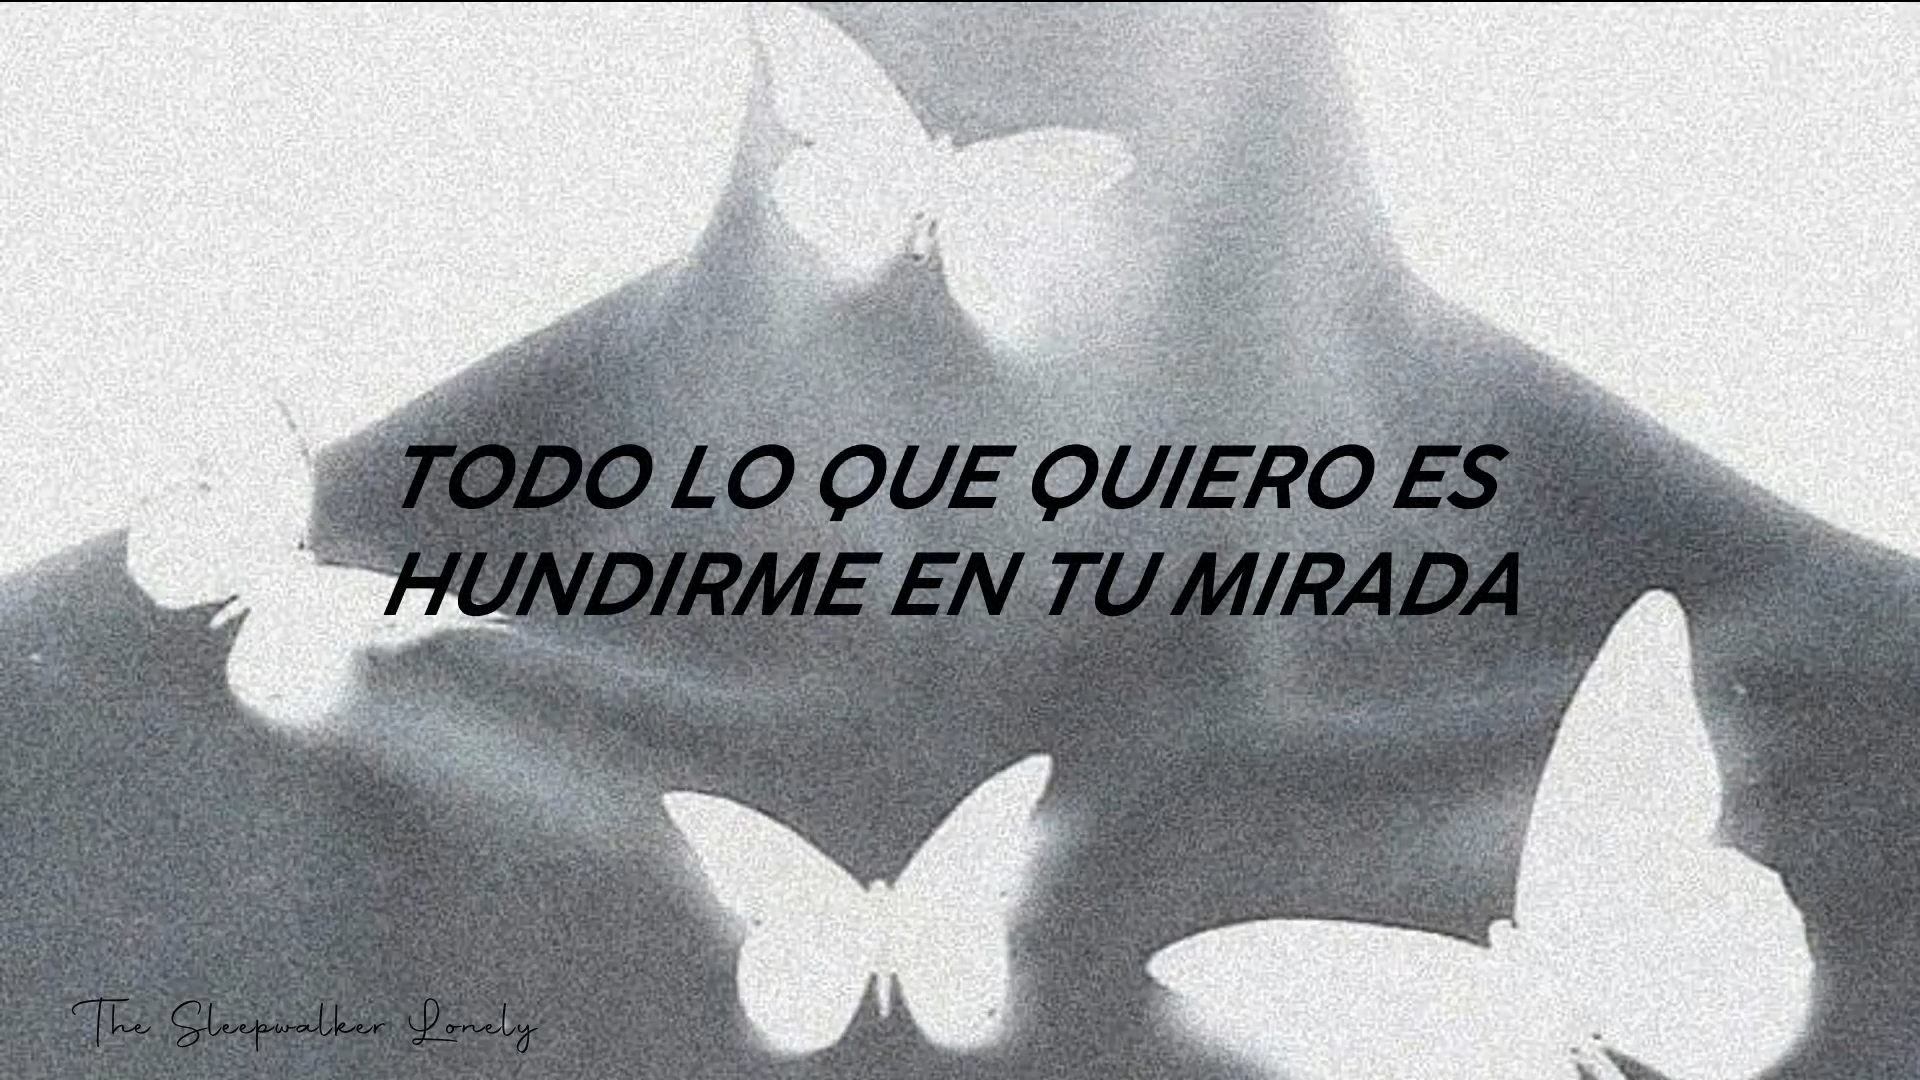 TODO LO QUE QUIERO ES
HUNDIRME EN TU MIRADA
The Sleepwalker Lonely